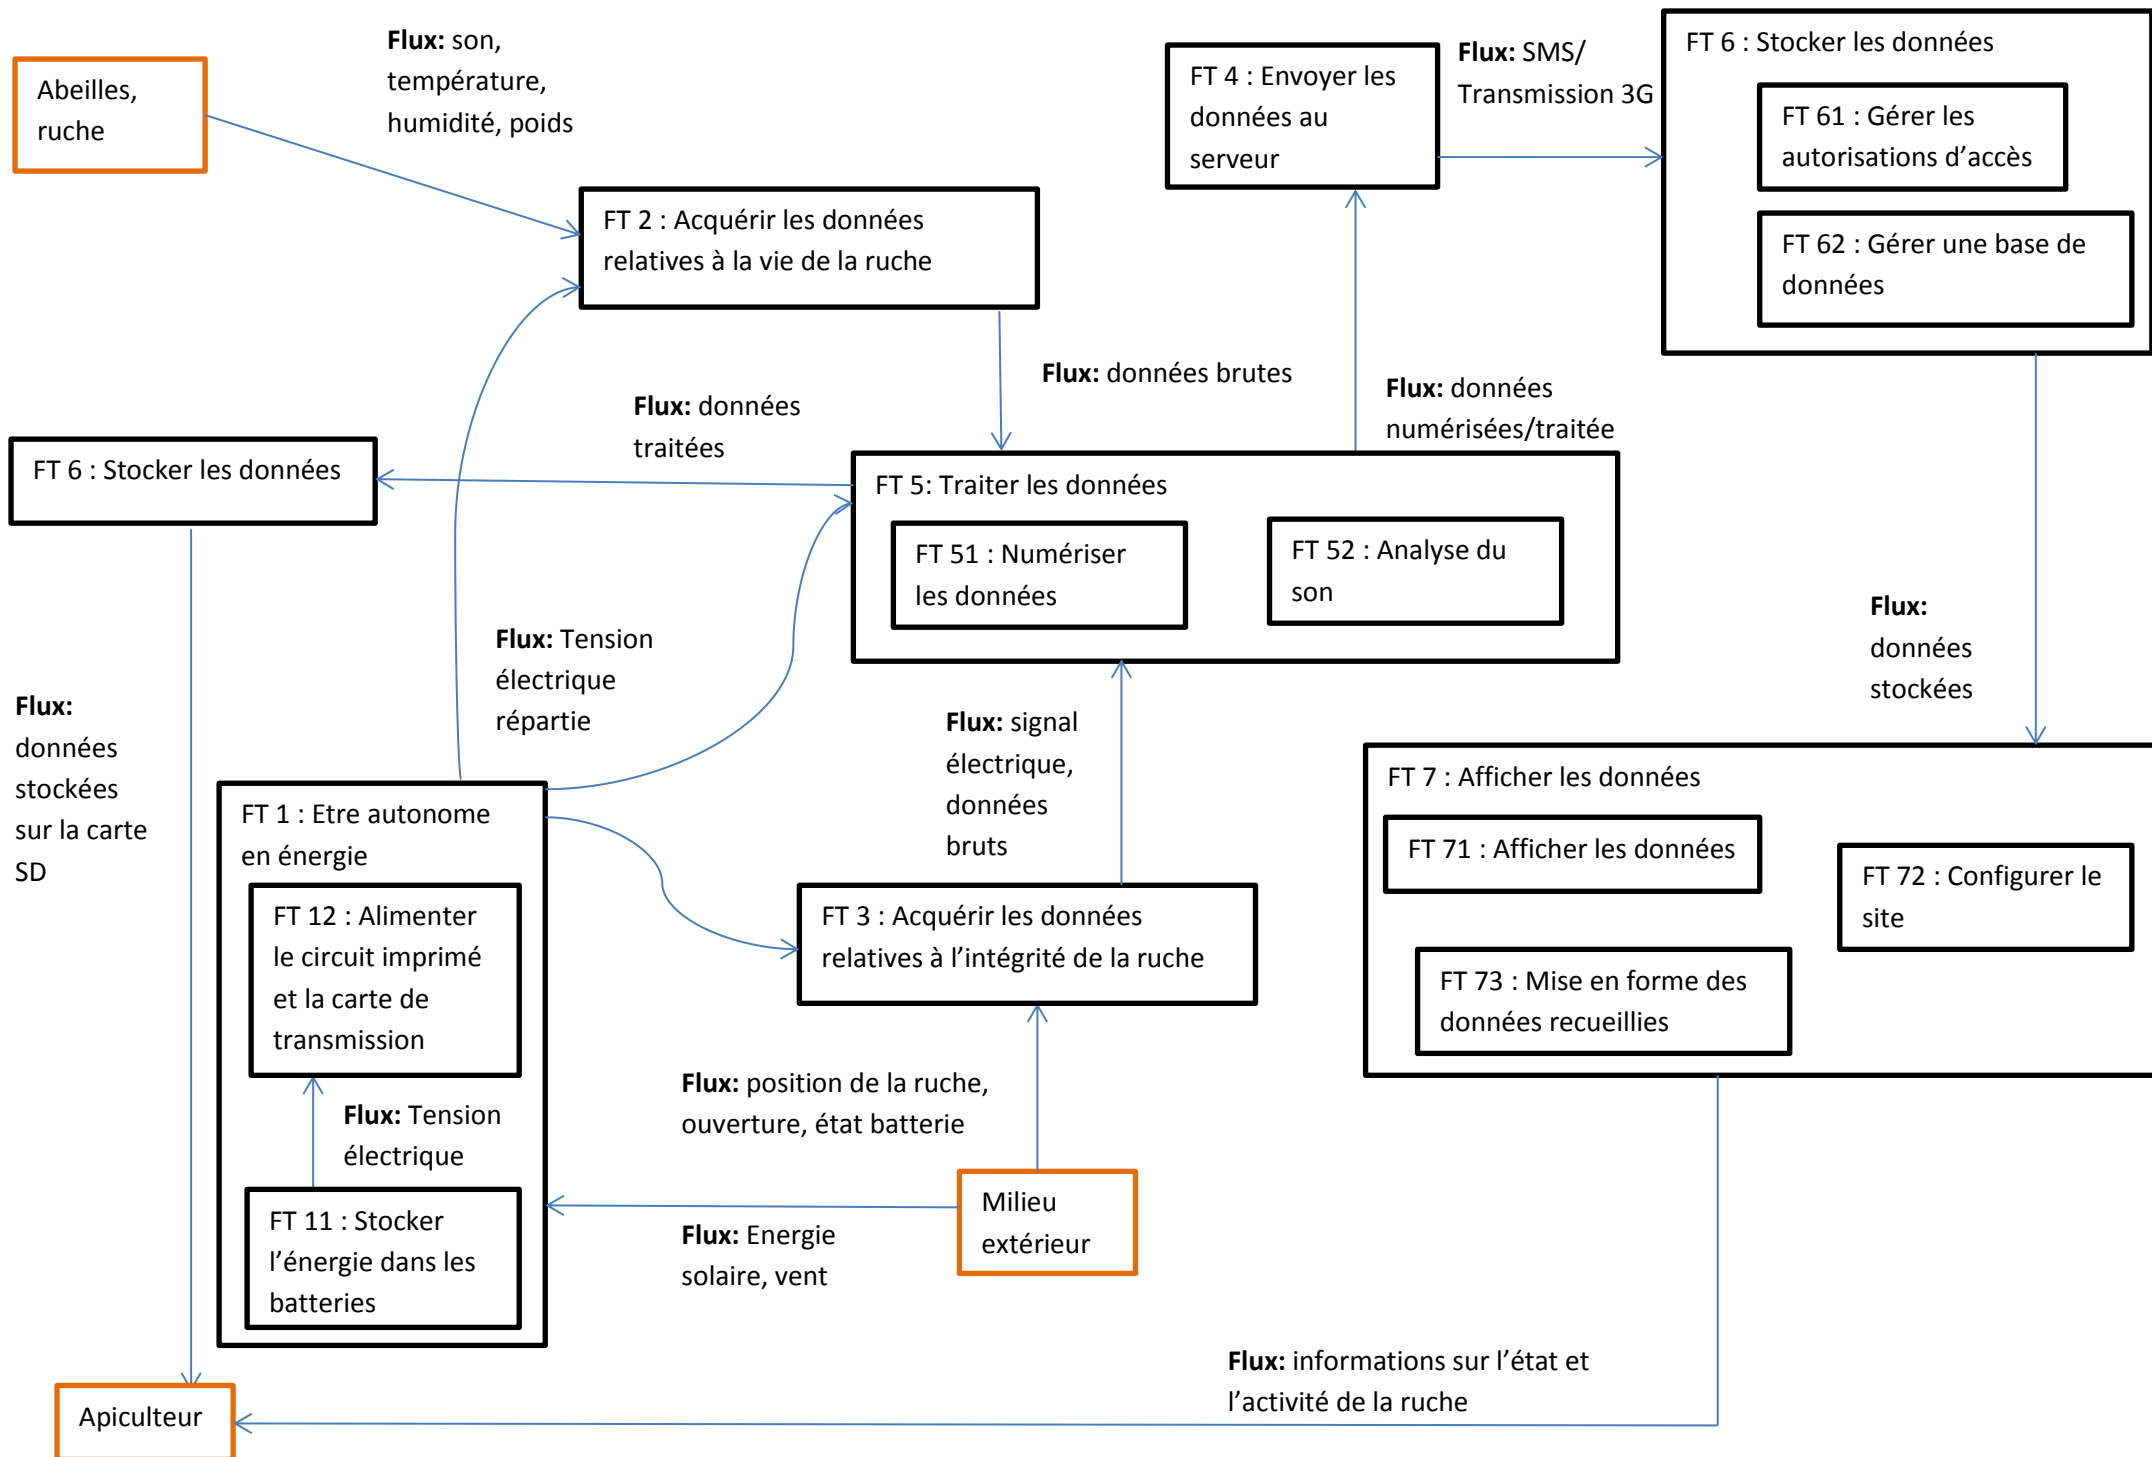 Flux: son,
température,
humidité, poids
Abeilles,
ruche
FT 4 : Envoyer les
données au
serveur
Flux: SMS/
Transmission 3G
FT 6 : Stocker les données
FT 61 : Gérer les
autorisations d’accès
FT 62 : Gérer une base de
données
FT 2 : Acquérir les données
relatives à la vie de la ruche
Flux: données brutes
Flux: données
numérisées/traitée
Flux: données
traitées
FT 6 : Stocker les données
FT 5: Traiter les données
FT 51 : Numériser
les données
FT 52 : Analyse du
son
Flux:
données
stockées
Flux: Tension
électrique
répartie
Flux:
données
stockées
sur la carte
SD
Flux: signal
électrique,
données
bruts
FT 7 : Afficher les données
FT 71 : Afficher les données
FT 72 : Configurer le
site
FT 73 : Mise en forme des
données recueillies
FT 1 : Etre autonome
en énergie
FT 12 : Alimenter
le circuit imprimé
et la carte de
transmission
FT 3 : Acquérir les données
relatives à l’intégrité de la ruche
Flux: Tension
électrique
Flux: position de la ruche,
ouverture, état batterie
FT 11 : Stocker
l’énergie dans les
batteries
Milieu
extérieur
Flux: Energie
solaire, vent
Flux: informations sur l’état et
l’activité de la ruche
Apiculteur